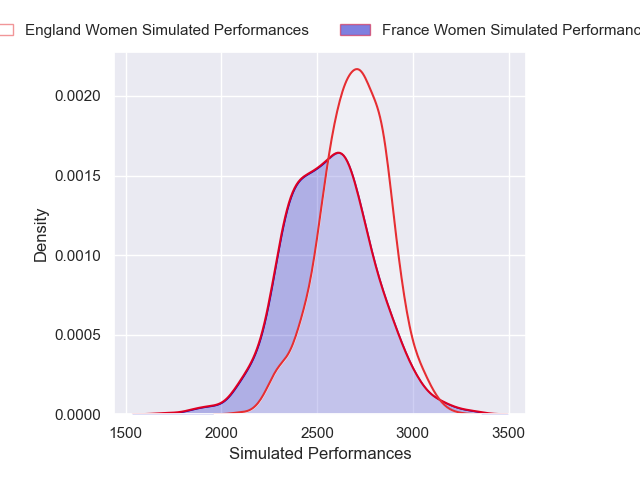 England Women Simulated Performances France Women Simulated Performanc
0.0020
0.0015
0.0010
0.0005
0.0000
Density
1500 2000 2500 3000 3500
Simulated Performances